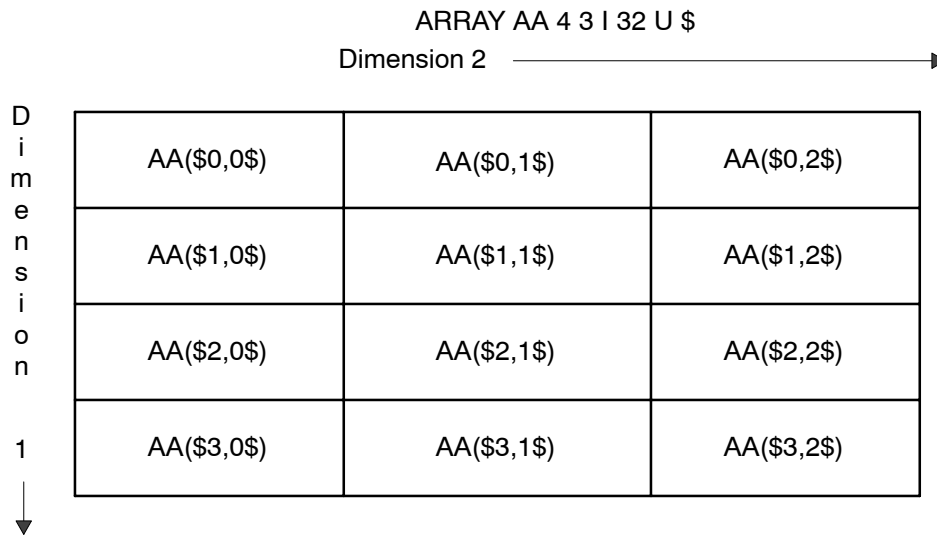 ARRAY AA 4 3 I 32 U $
Dimension 2
Dimension 1
AA($0,0$) AA($0,1$) AA($0,2$)
AA($1,0$) AA($1,1$) AA($1,2$)
AA($2,0$) AA($2,1$) AA($2,2$)
AA($3,0$) AA($3,1$) AA($3,2$)